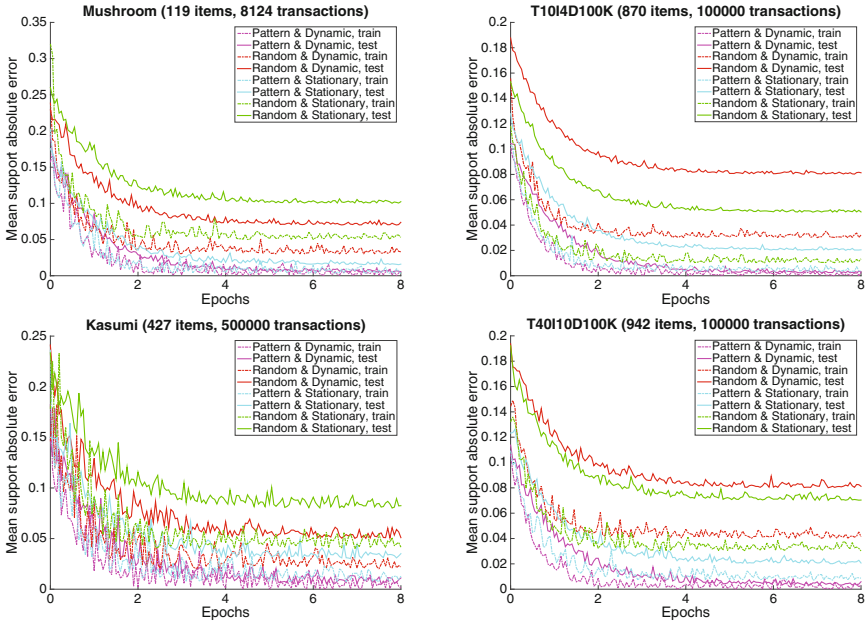 Mushroom (119 items, 8124 transactions)
Mean support absolute error
0.35
0.3
0.25
0.2
0.15
0.1
0.05
0
0
2
4
6
8
Epochs
Pattern & Dynamic, train
Pattern & Dynamic, test
Random & Dynamic, train
Random & Dynamic, test
Pattern & Stationary, train
Pattern & Stationary, test
Random & Stationary, train
Random & Stationary, test
T10I4D100K (870 items, 100000 transactions)
Mean support absolute error
0.2
0.18
0.16
0.14
0.12
0.1
0.08
0.06
0.04
0.02
0
0
2
4
6
8
Epochs
Pattern & Dynamic, train
Pattern & Dynamic, test
Random & Dynamic, train
Random & Dynamic, test
Pattern & Stationary, train
Pattern & Stationary, test
Random & Stationary, train
Random & Stationary, test
Kasumi (427 items, 500000 transactions)
Mean support absolute error
0.25
0.2
0.15
0.1
0.05
0
0
2
4
6
8
Epochs
Pattern & Dynamic, train
Pattern & Dynamic, test
Random & Dynamic, train
Random & Dynamic, test
Pattern & Stationary, train
Pattern & Stationary, test
Random & Stationary, train
Random & Stationary, test
T40I10D100K (942 items, 100000 transactions)
Mean support absolute error
0.2
0.18
0.16
0.14
0.12
0.1
0.08
0.06
0.04
0.02
0
0
2
4
6
8
Epochs
Pattern & Dynamic, train
Pattern & Dynamic, test
Random & Dynamic, train
Random & Dynamic, test
Pattern & Stationary, train
Pattern & Stationary, test
Random & Stationary, train
Random & Stationary, test